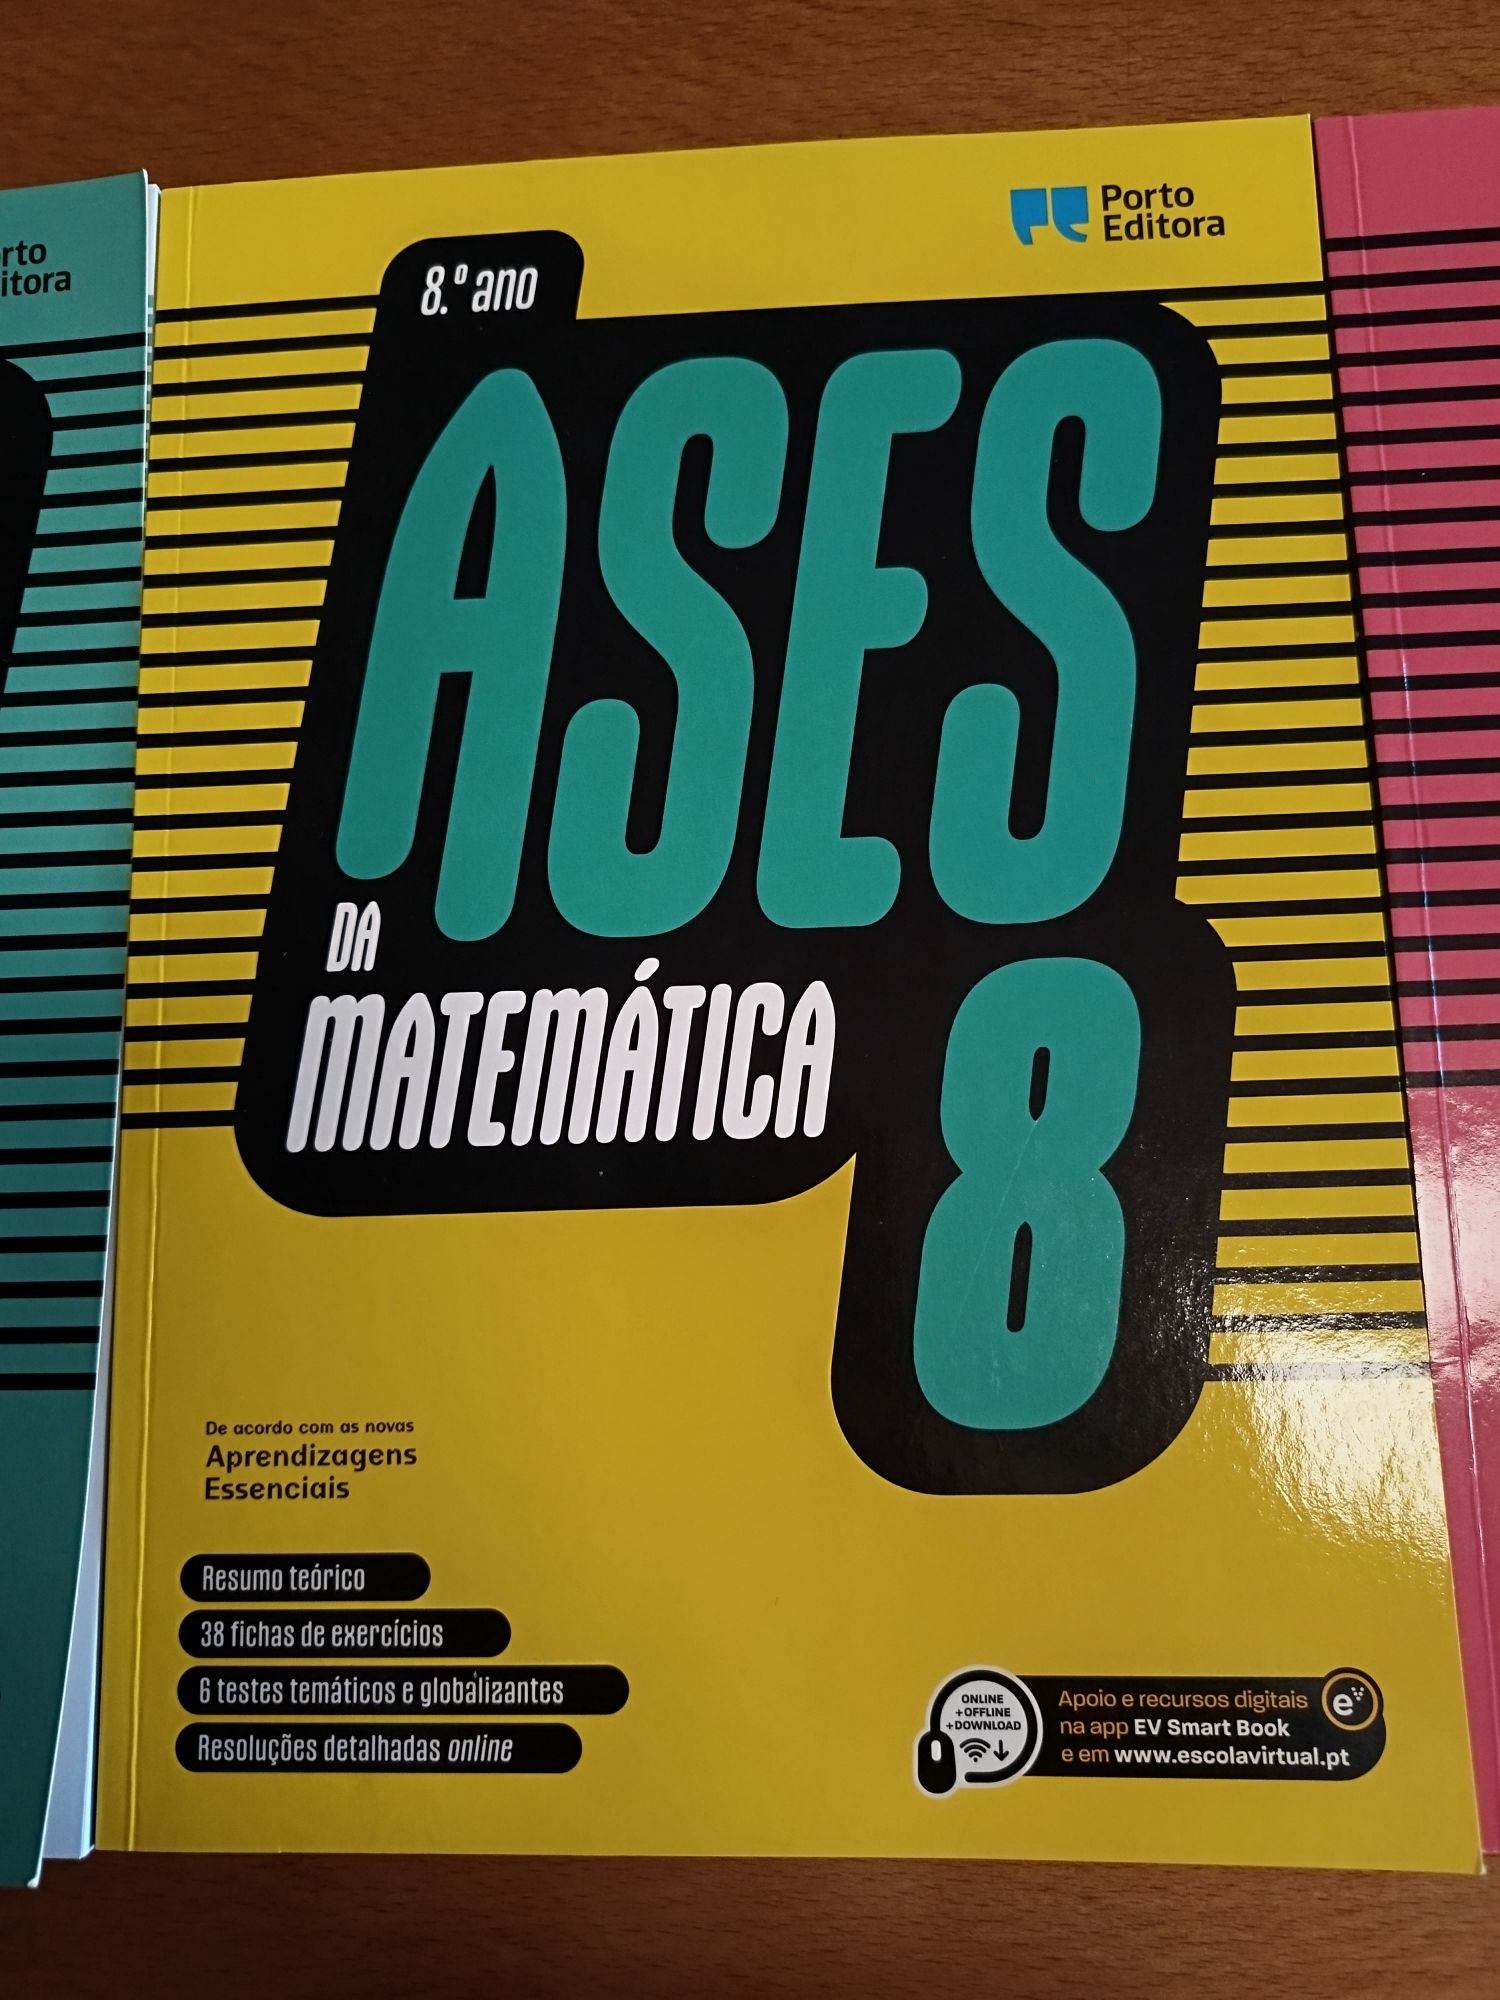 rto
itora
Porto
Editora
8.º ano
ASES
DA
MATEMÁTICA
8
De acordo com as novas
Aprendizagens
Essenciais
Resumo teórico
38 fichas de exercícios
6 testes temáticos e globalizantes
Resoluções detalhadas online
ONLINE
+OFFLINE
+DOWNLOAD
Apoio e recursos digitais
na app EV Smart Book
e em www.escolavirtual.pt
e